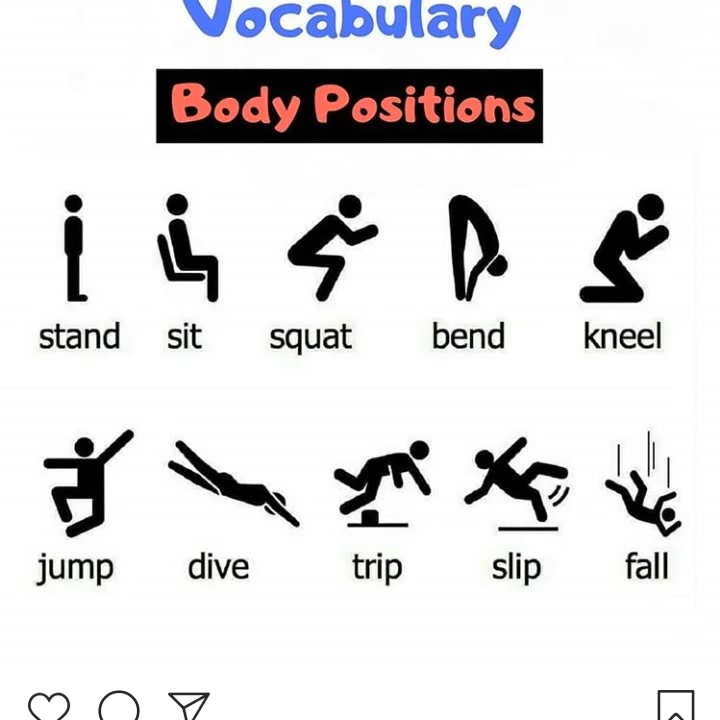 Vocabulary
Body Positions
stand sit squat bend kneel
jump dive trip slip fall